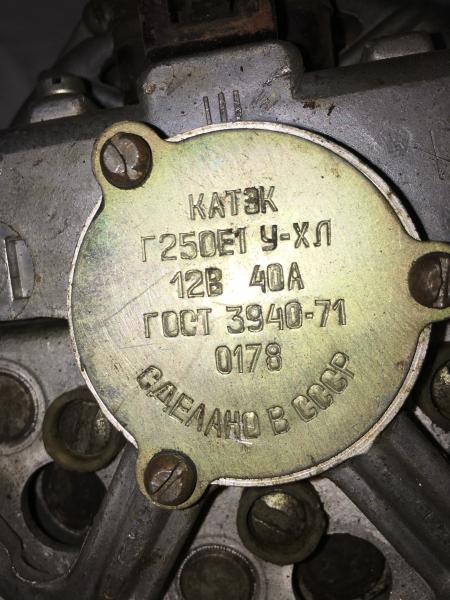 КАТЭК
Г250Е1 У-ХЛ
12В 40А
ГОСТ 3940-71
0178
СДЕЛАНО В СССР